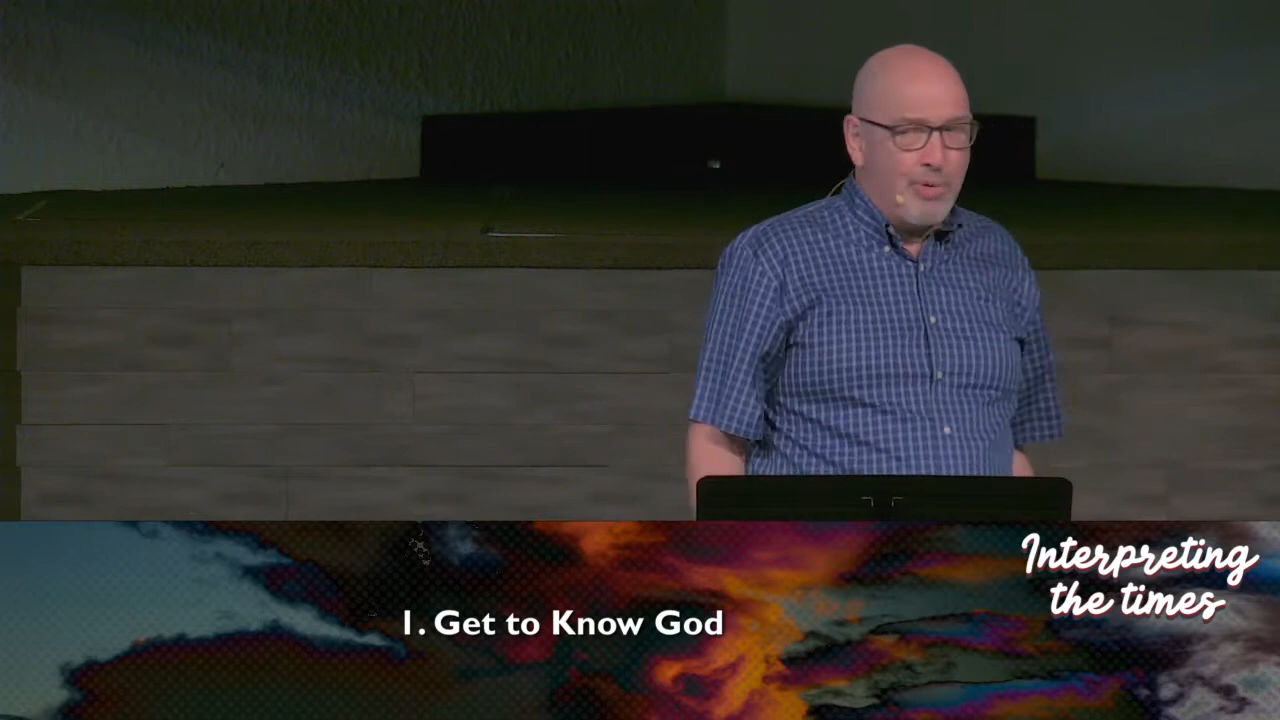 1. Get to Know God
Interpreting
the times